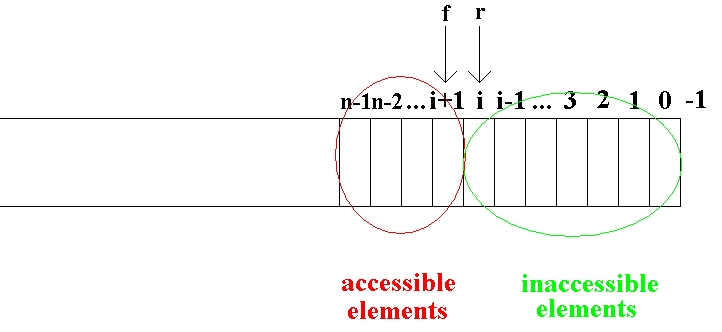 f r
n-1 n-2 ... i+1 i i-1 ... 3 2 1 0 -1
accessible inaccessible
elements elements